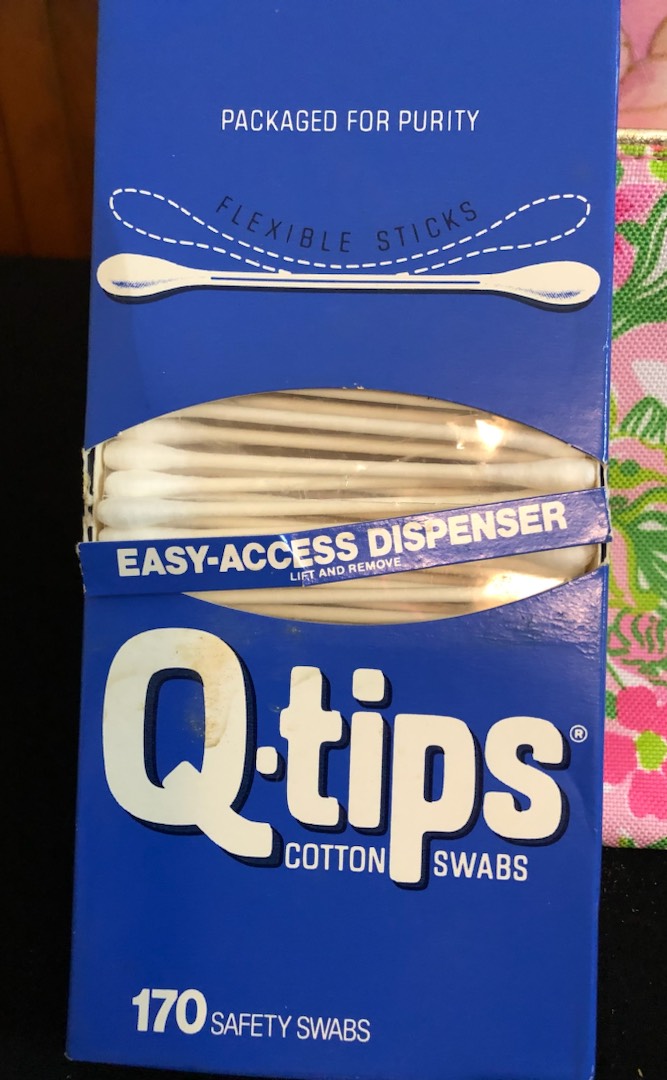 PACKAGED FOR PURITY
FLEXIBLE STICKS
EASY-ACCESS DISPENSER
LIFT AND REMOVE
Q·tips®
COTTON SWABS
170 SAFETY SWABS